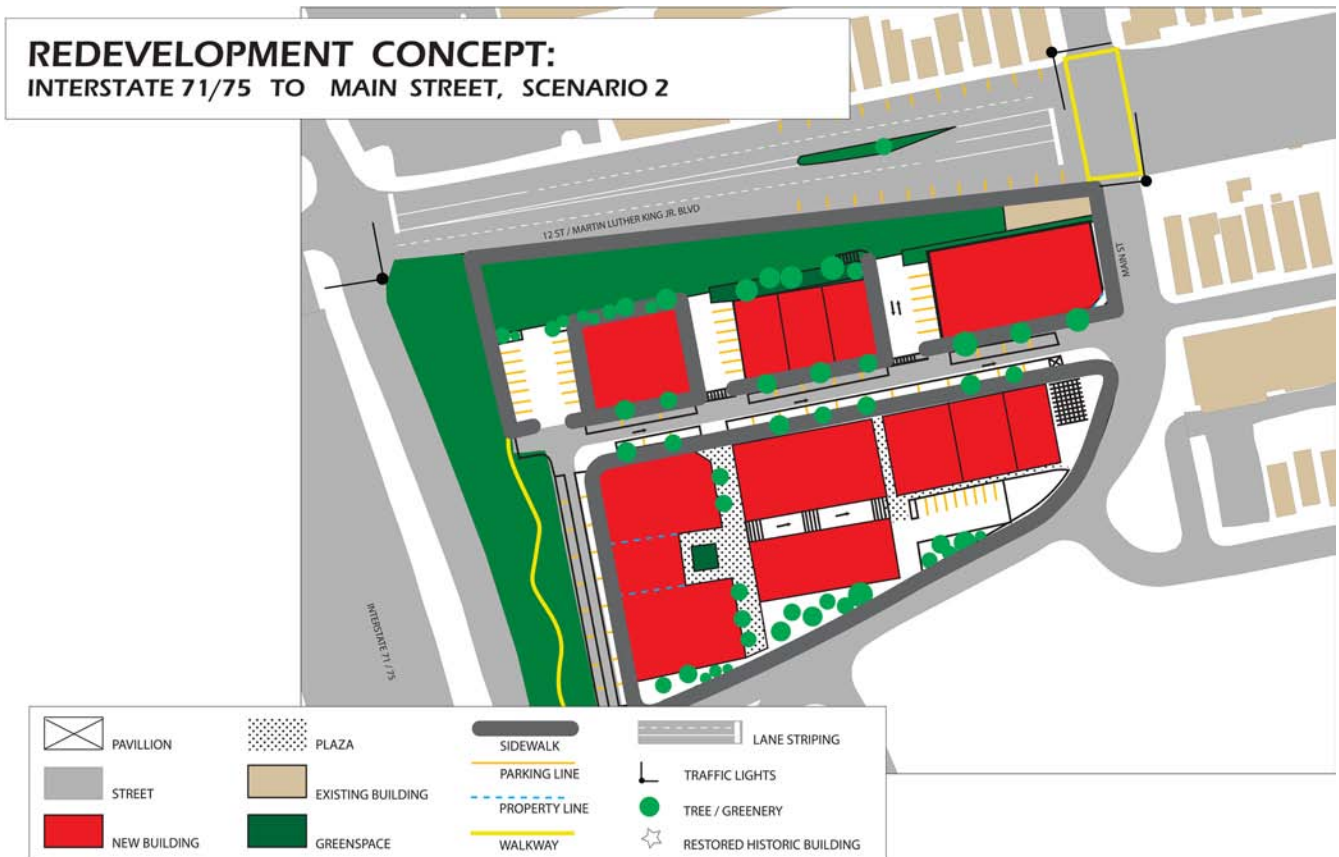 REDEVELOPMENT CONCEPT:
INTERSTATE 71/75 TO MAIN STREET, SCENARIO 2
12 ST / MARTIN LUTHER KING JR. BLVD
MAIN ST
INTERSTATE 71 / 75
PAVILLION
STREET
NEW BUILDING
PLAZA
EXISTING BUILDING
GREENSPACE
SIDEWALK
PARKING LINE
PROPERTY LINE
WALKWAY
LANE STRIPING
TRAFFIC LIGHTS
TREE / GREENERY
RESTORED HISTORIC BUILDING